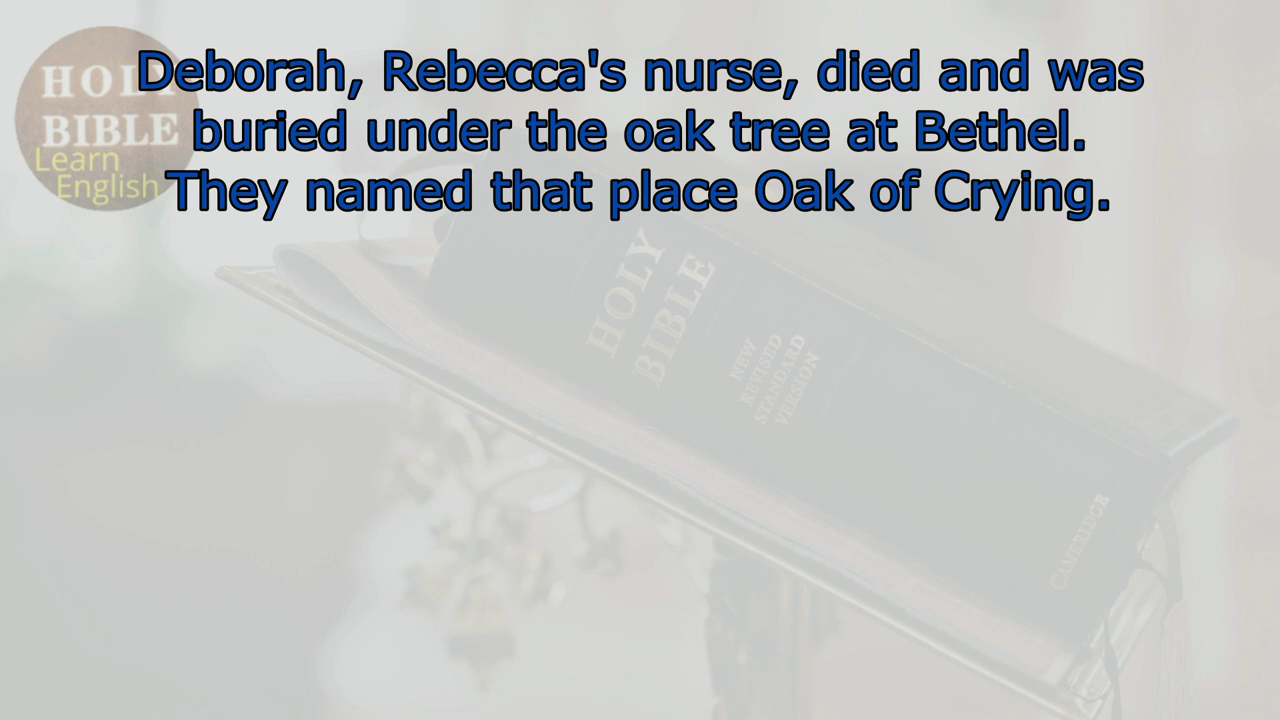 Deborah, Rebecca's nurse, died and was
buried under the oak tree at Bethel.
They named that place Oak of Crying.
HOLY
BIBLE
Learn
English
HOLY
BIBLE
NEW
REVISED
STANDARD
VERSION
CAMBRIDGE